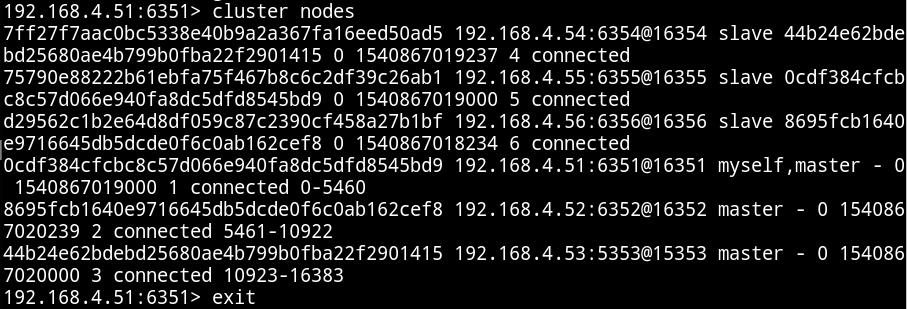 192.168.4.51:6351> cluster nodes
7ff27f7aac0bc5338e40b9a2a367fa16eed50ad5 192.168.4.54:6354@16354 slave 44b24e62bde
bd25680ae4b799b0fba22f2901415 0 1540867019237 4 connected
75790e88222b61ebfa75f467b8c6c2df39c26ab1 192.168.4.55:6355@16355 slave 0cdf384cfcb
c8c57d066e940fa8dc5dfd8545bd9 0 1540867019000 5 connected
d29562c1b2e64d8df059c87c2390cf458a27b1bf 192.168.4.56:6356@16356 slave 8695fcb1640
e9716645db5dcde0f6c0ab162cef8 0 1540867018234 6 connected
0cdf384cfcbc8c57d066e940fa8dc5dfd8545bd9 192.168.4.51:6351@16351 myself,master - 0
 1540867019000 1 connected 0-5460
8695fcb1640e9716645db5dcde0f6c0ab162cef8 192.168.4.52:6352@16352 master - 0 154086
7020239 2 connected 5461-10922
44b24e62bdebd25680ae4b799b0fba22f2901415 192.168.4.53:5353@15353 master - 0 154086
7020000 3 connected 10923-16383
192.168.4.51:6351> exit